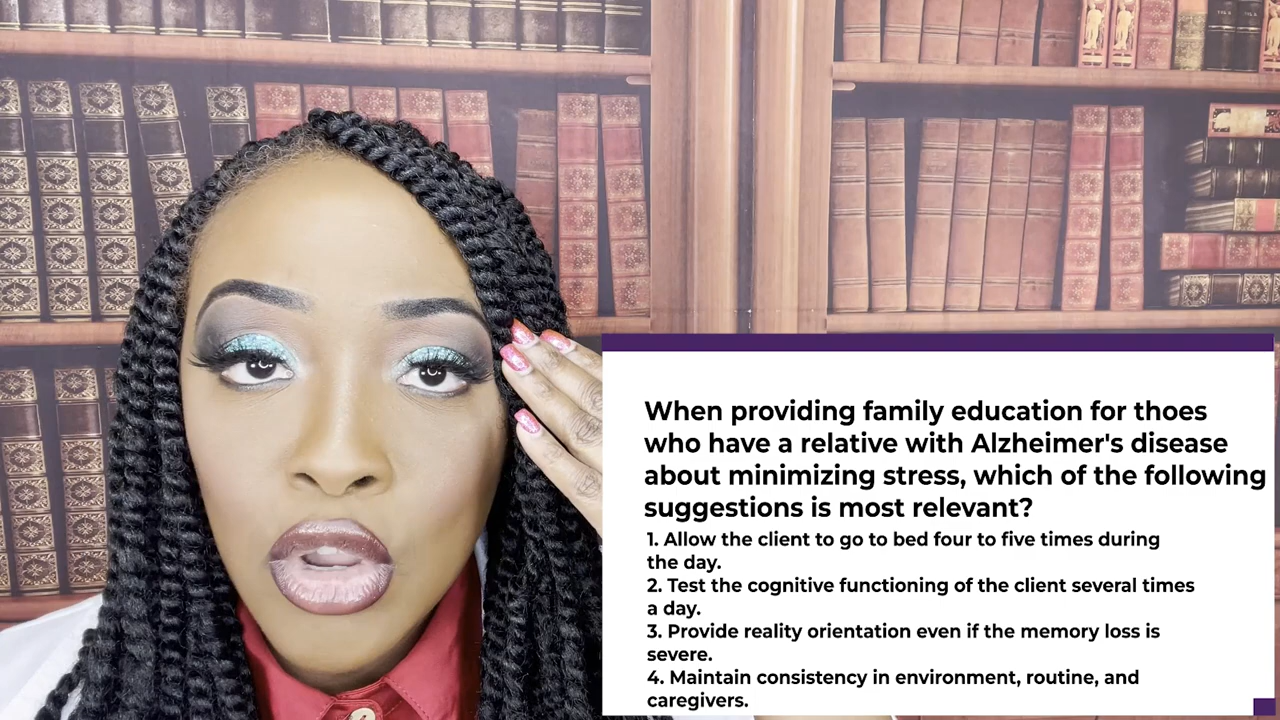 When providing family education for thoes
who have a relative with Alzheimer's disease
about minimizing stress, which of the following
suggestions is most relevant?
1. Allow the client to go to bed four to five times during
the day.
2. Test the cognitive functioning of the client several times
a day.
3. Provide reality orientation even if the memory loss is
severe.
4. Maintain consistency in environment, routine, and
caregivers.